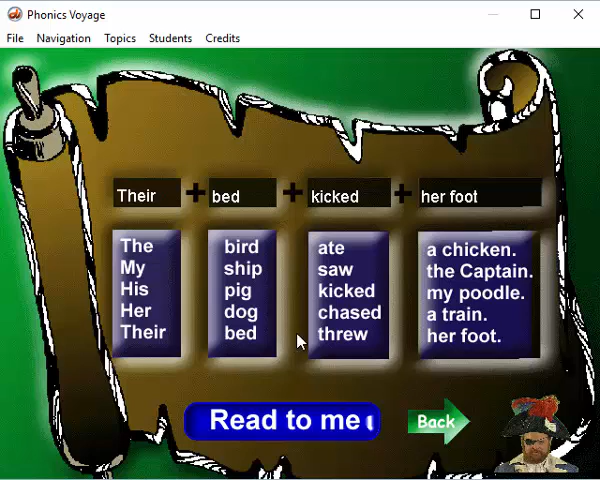 Phonics Voyage
File Navigation Topics Students Credits
Their + bed + kicked + her foot
The bird ate a chicken.
My ship saw the Captain.
His pig kicked my poodle.
Her dog chased a train.
Their bed threw her foot.
Read to me
Back